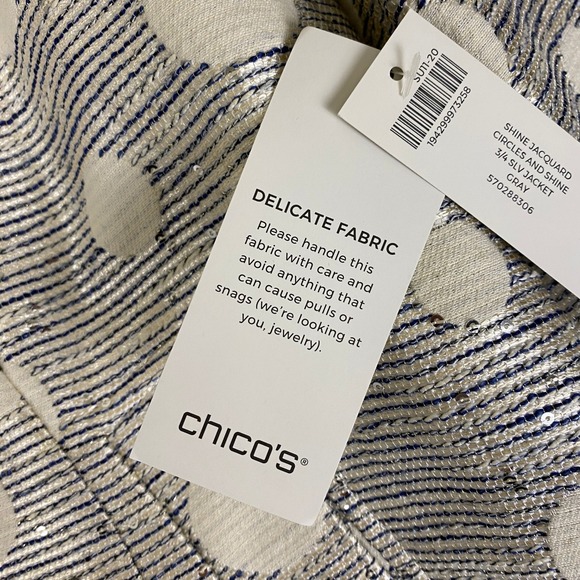 SU11-20
194299973258
SHINE JACQUARD
CIRCLES AND SHINE
3/4 SLV JACKET
GRAY
570288306
DELICATE FABRIC
Please handle this
fabric with care and
avoid anything that
can cause pulls or
snags (we're looking at
you, jewelry).
chico's®